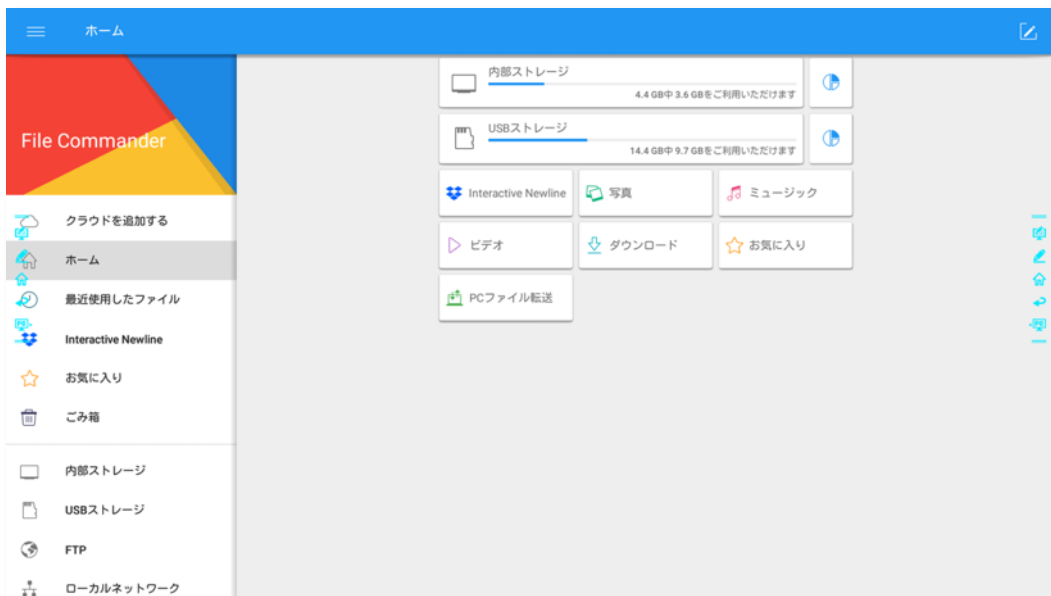 ホーム
File Commander
クラウドを追加する
ホーム
最近使用したファイル
Interactive Newline
お気に入り
ごみ箱
内部ストレージ
USBストレージ
FTP
ローカルネットワーク
内部ストレージ
4.4 GB中 3.6 GBをご利用いただけます
USBストレージ
14.4 GB中 9.7 GBをご利用いただけます
Interactive Newline
写真
ミュージック
ビデオ
ダウンロード
お気に入り
PCファイル転送